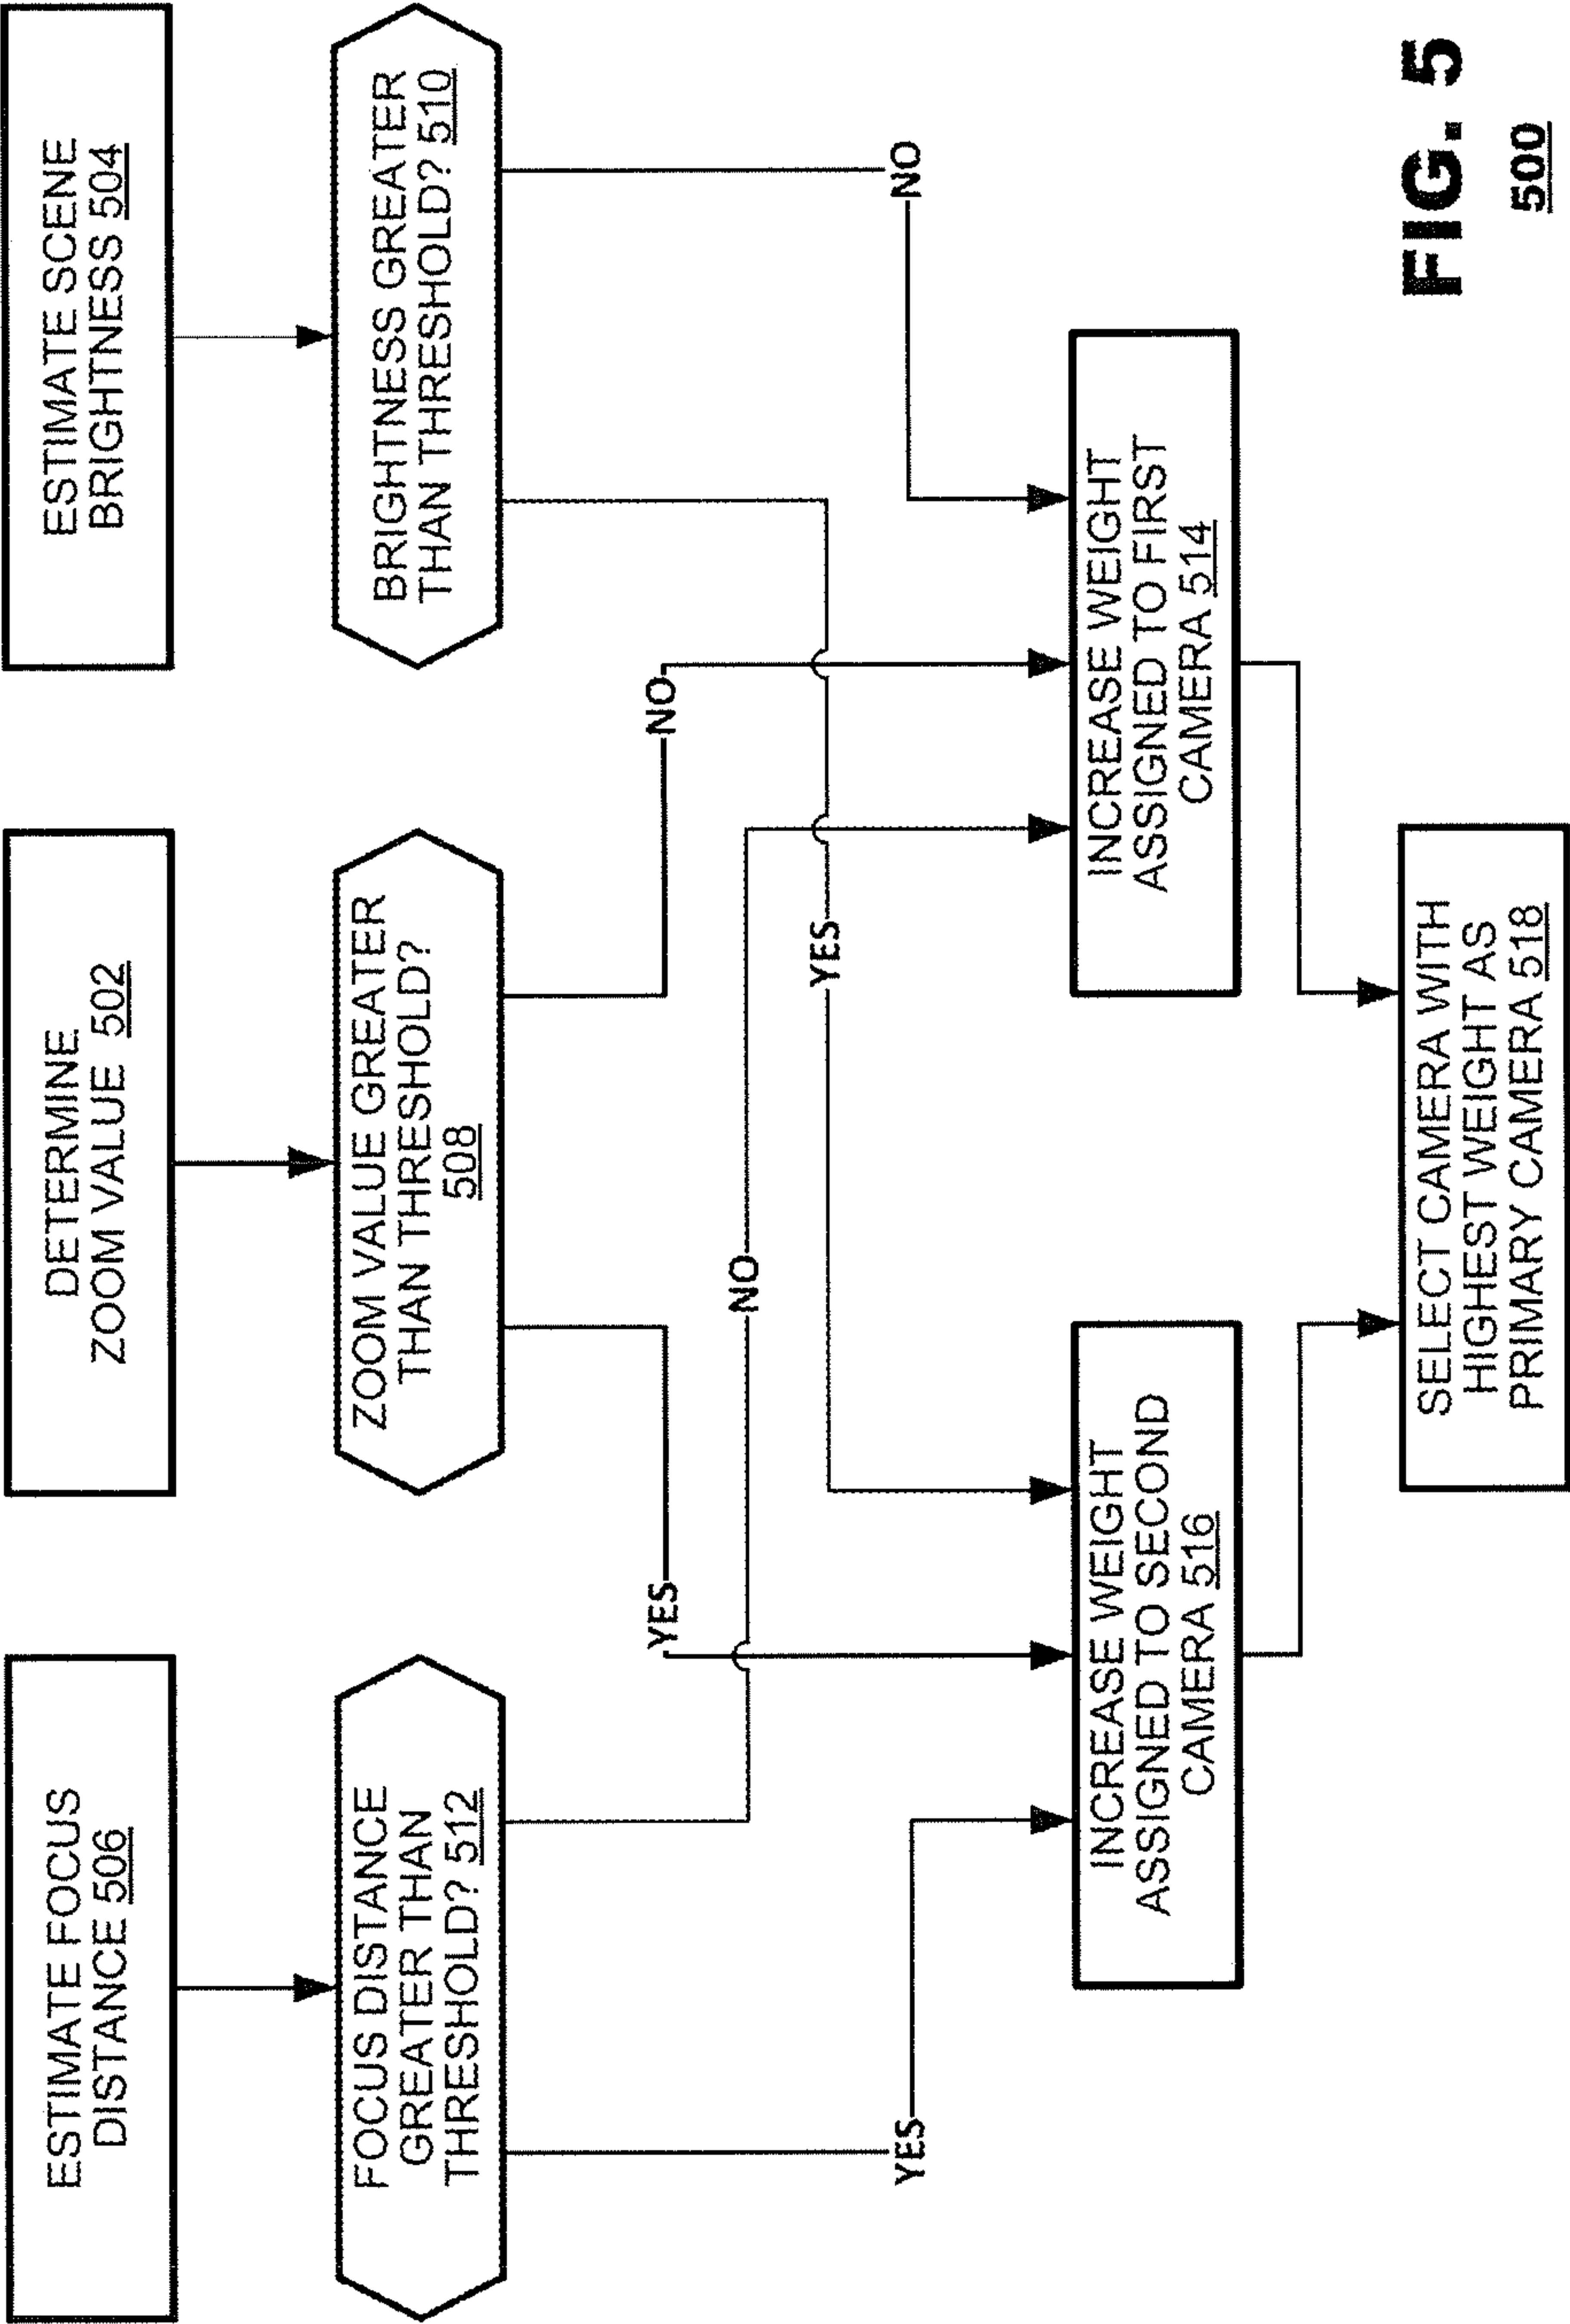 ESTIMATE FOCUS
DISTANCE 506
DETERMINE
ZOOM VALUE 502
ESTIMATE SCENE
BRIGHTNESS 504
FOCUS DISTANCE
GREATER THAN
THRESHOLD? 512
ZOOM VALUE GREATER
THAN THRESHOLD?
508
BRIGHTNESS GREATER
THAN THRESHOLD? 510
YES
NO
YES
NO
YES
NO
INCREASE WEIGHT
ASSIGNED TO SECOND
CAMERA 516
INCREASE WEIGHT
ASSIGNED TO FIRST
CAMERA 514
SELECT CAMERA WITH
HIGHEST WEIGHT AS
PRIMARY CAMERA 518
FIG. 5
500